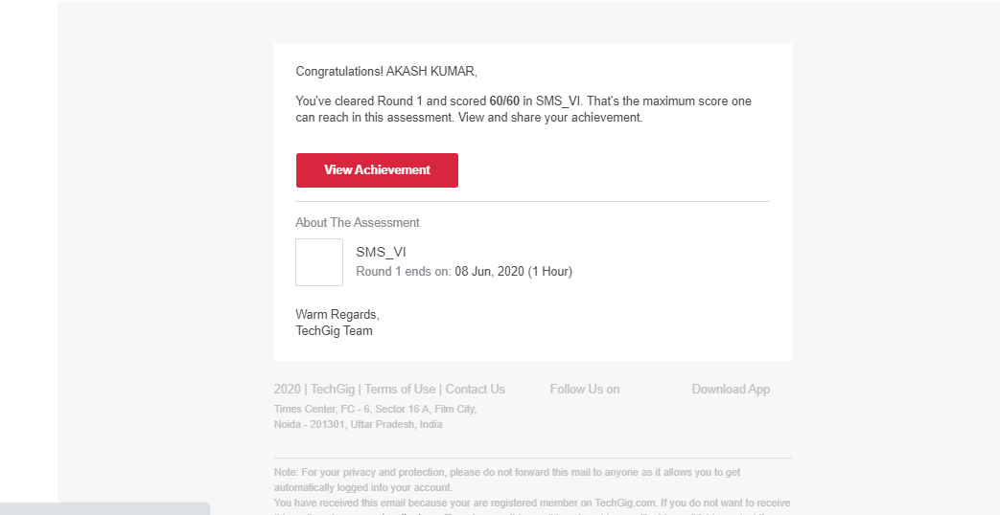 Congratulations! AKASH KUMAR,
You've cleared Round 1 and scored 60/60 in SMS_VI. That's the maximum score one
can reach in this assessment. View and share your achievement.
View Achievement
About The Assessment
SMS_VI
Round 1 ends on: 08 Jun, 2020 (1 Hour)
Warm Regards,
TechGig Team
2020 | TechGig | Terms of Use | Contact Us Follow Us on Download App
Times Center, FC - 6, Sector 16 A, Film City,
Noida - 201301, Uttar Pradesh, India
Note: For your privacy and protection, please do not forward this mail to anyone as it allows you to get
automatically logged into your account.
You have received this email because your are registered member on TechGig.com. If you do not want to receive